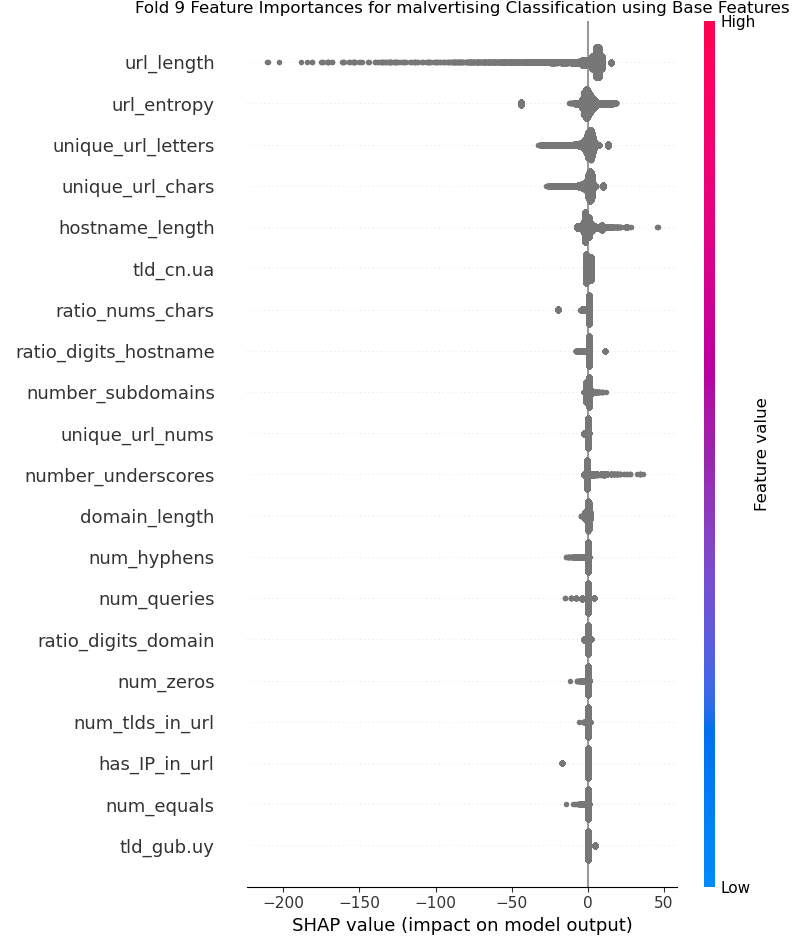 Fold 9 Feature Importances for malvertising Classification using Base Features
High
url_length
url_entropy
unique_url_letters
unique_url_chars
hostname_length
tld_cn.ua
ratio_nums_chars
ratio_digits_hostname
number_subdomains
unique_url_nums
number_underscores
domain_length
num_hyphens
num_queries
ratio_digits_domain
num_zeros
num_tlds_in_url
has_IP_in_url
num_equals
tld_gub.uy
Feature value
Low
−200 −150 −100 −50 0 50
SHAP value (impact on model output)